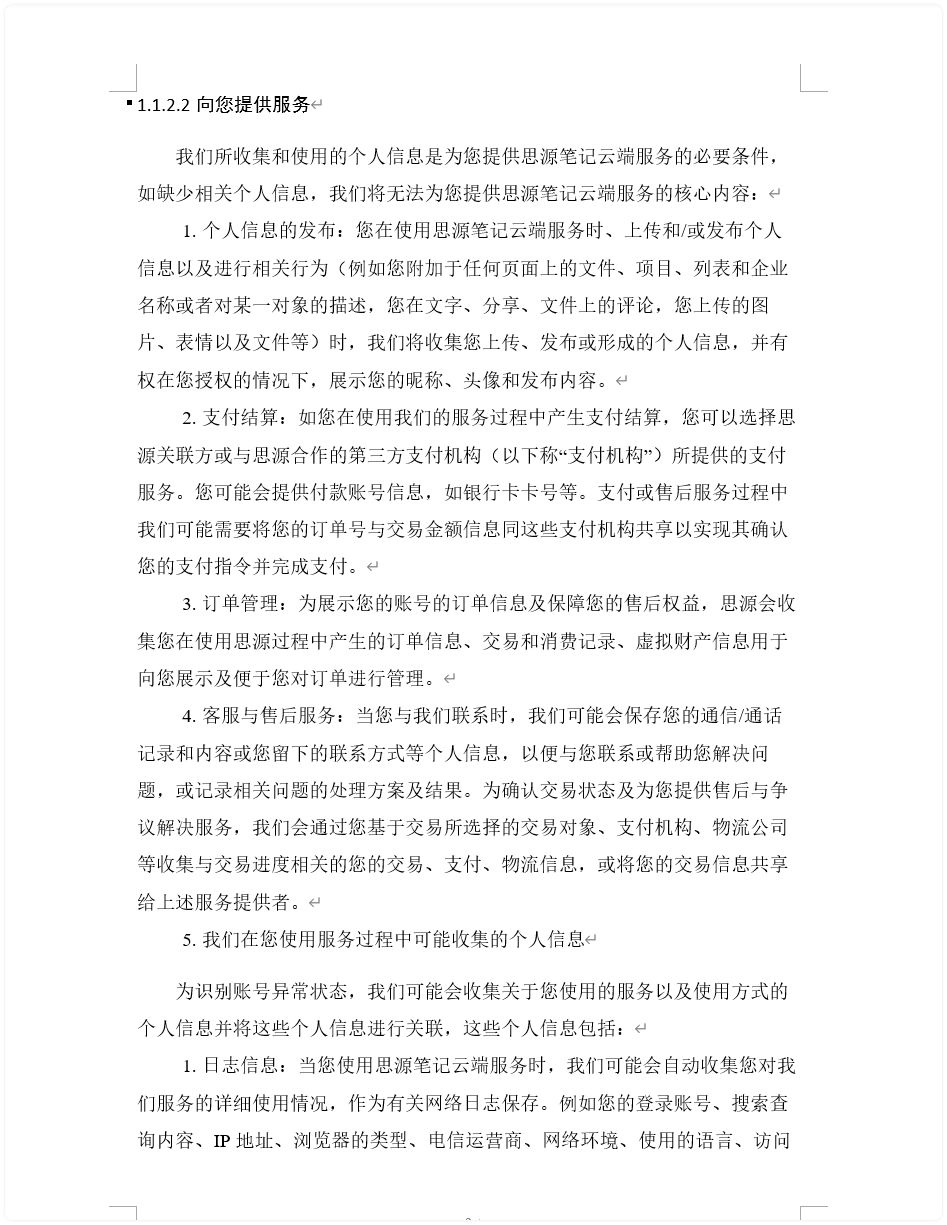 1.1.2.2 向您提供服务
我们所收集和使用的个人信息是为您提供思源笔记云端服务的必要条件，
如缺少相关个人信息，我们将无法为您提供思源笔记云端服务的核心内容：
1. 个人信息的发布：您在使用思源笔记云端服务时、上传和/或发布个人
信息以及进行相关行为（例如您附加于任何页面上的文件、项目、列表和企业
名称或者对某一对象的描述，您在文字、分享、文件上的评论，您上传的图
片、表情以及文件等）时，我们将收集您上传、发布或形成的个人信息，并有
权在您授权的情况下，展示您的昵称、头像和发布内容。
2. 支付结算：如您在使用我们的服务过程中产生支付结算，您可以选择思
源关联方或与思源合作的第三方支付机构（以下称“支付机构”）所提供的支付
服务。您可能会提供付款账号信息，如银行卡卡号等。支付或售后服务过程中
我们可能需要将您的订单号与交易金额信息同这些支付机构共享以实现其确认
您的支付指令并完成支付。
3. 订单管理：为展示您的账号的订单信息及保障您的售后权益，思源会收
集您在使用思源过程中产生的订单信息、交易和消费记录、虚拟财产信息用于
向您展示及便于您对订单进行管理。
4. 客服与售后服务：当您与我们联系时，我们可能会保存您的通信/通话
记录和内容或您留下的联系方式等个人信息，以便与您联系或帮助您解决问
题，或记录相关问题的处理方案及结果。为确认交易状态及为您提供售后与争
议解决服务，我们会通过您基于交易所选择的交易对象、支付机构、物流公司
等收集与交易进度相关的您的交易、支付、物流信息，或将您的交易信息共享
给上述服务提供者。
5. 我们在您使用服务过程中可能收集的个人信息
为识别账号异常状态，我们可能会收集关于您使用的服务以及使用方式的
个人信息并将这些个人信息进行关联，这些个人信息包括：
1. 日志信息：当您使用思源笔记云端服务时，我们可能会自动收集您对我
们服务的详细使用情况，作为有关网络日志保存。例如您的登录账号、搜索查
询内容、IP 地址、浏览器的类型、电信运营商、网络环境、使用的语言、访问